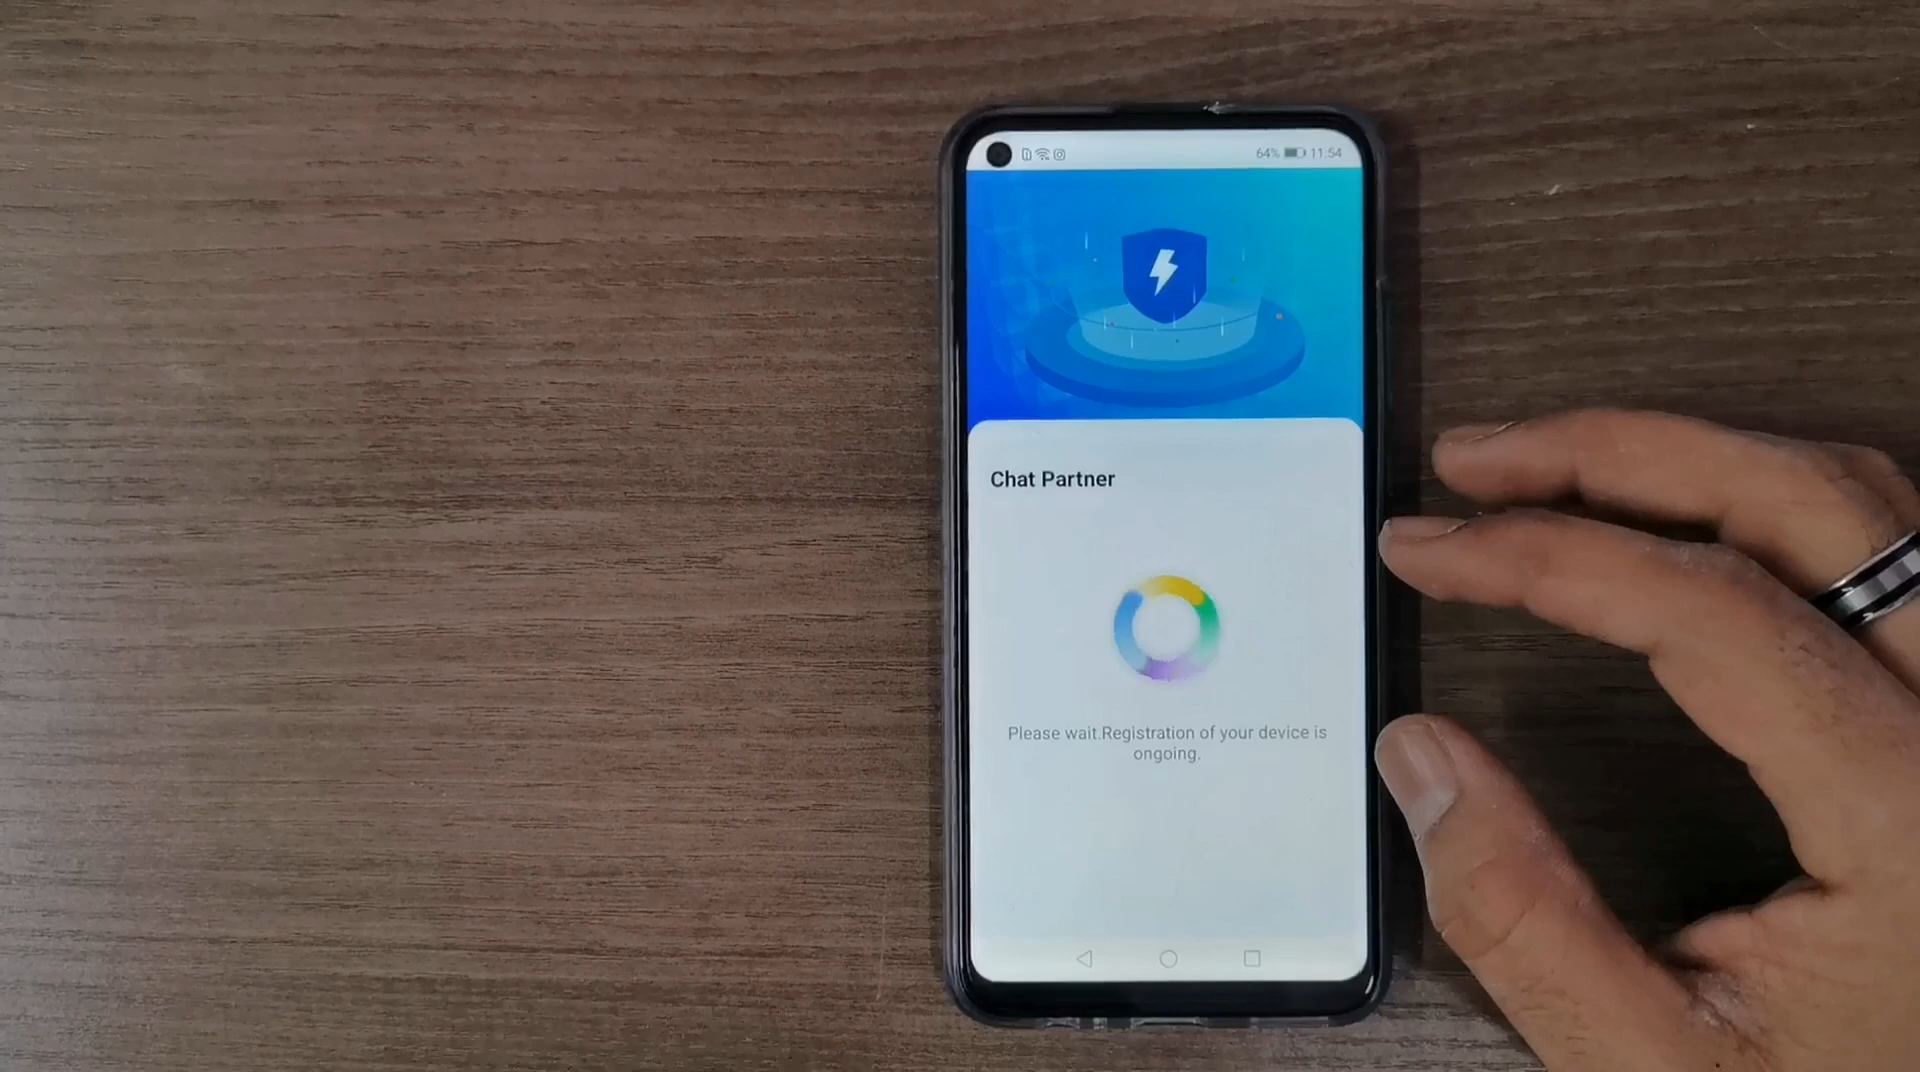 64% 11:54
Chat Partner
Please wait.Registration of your device is
ongoing.